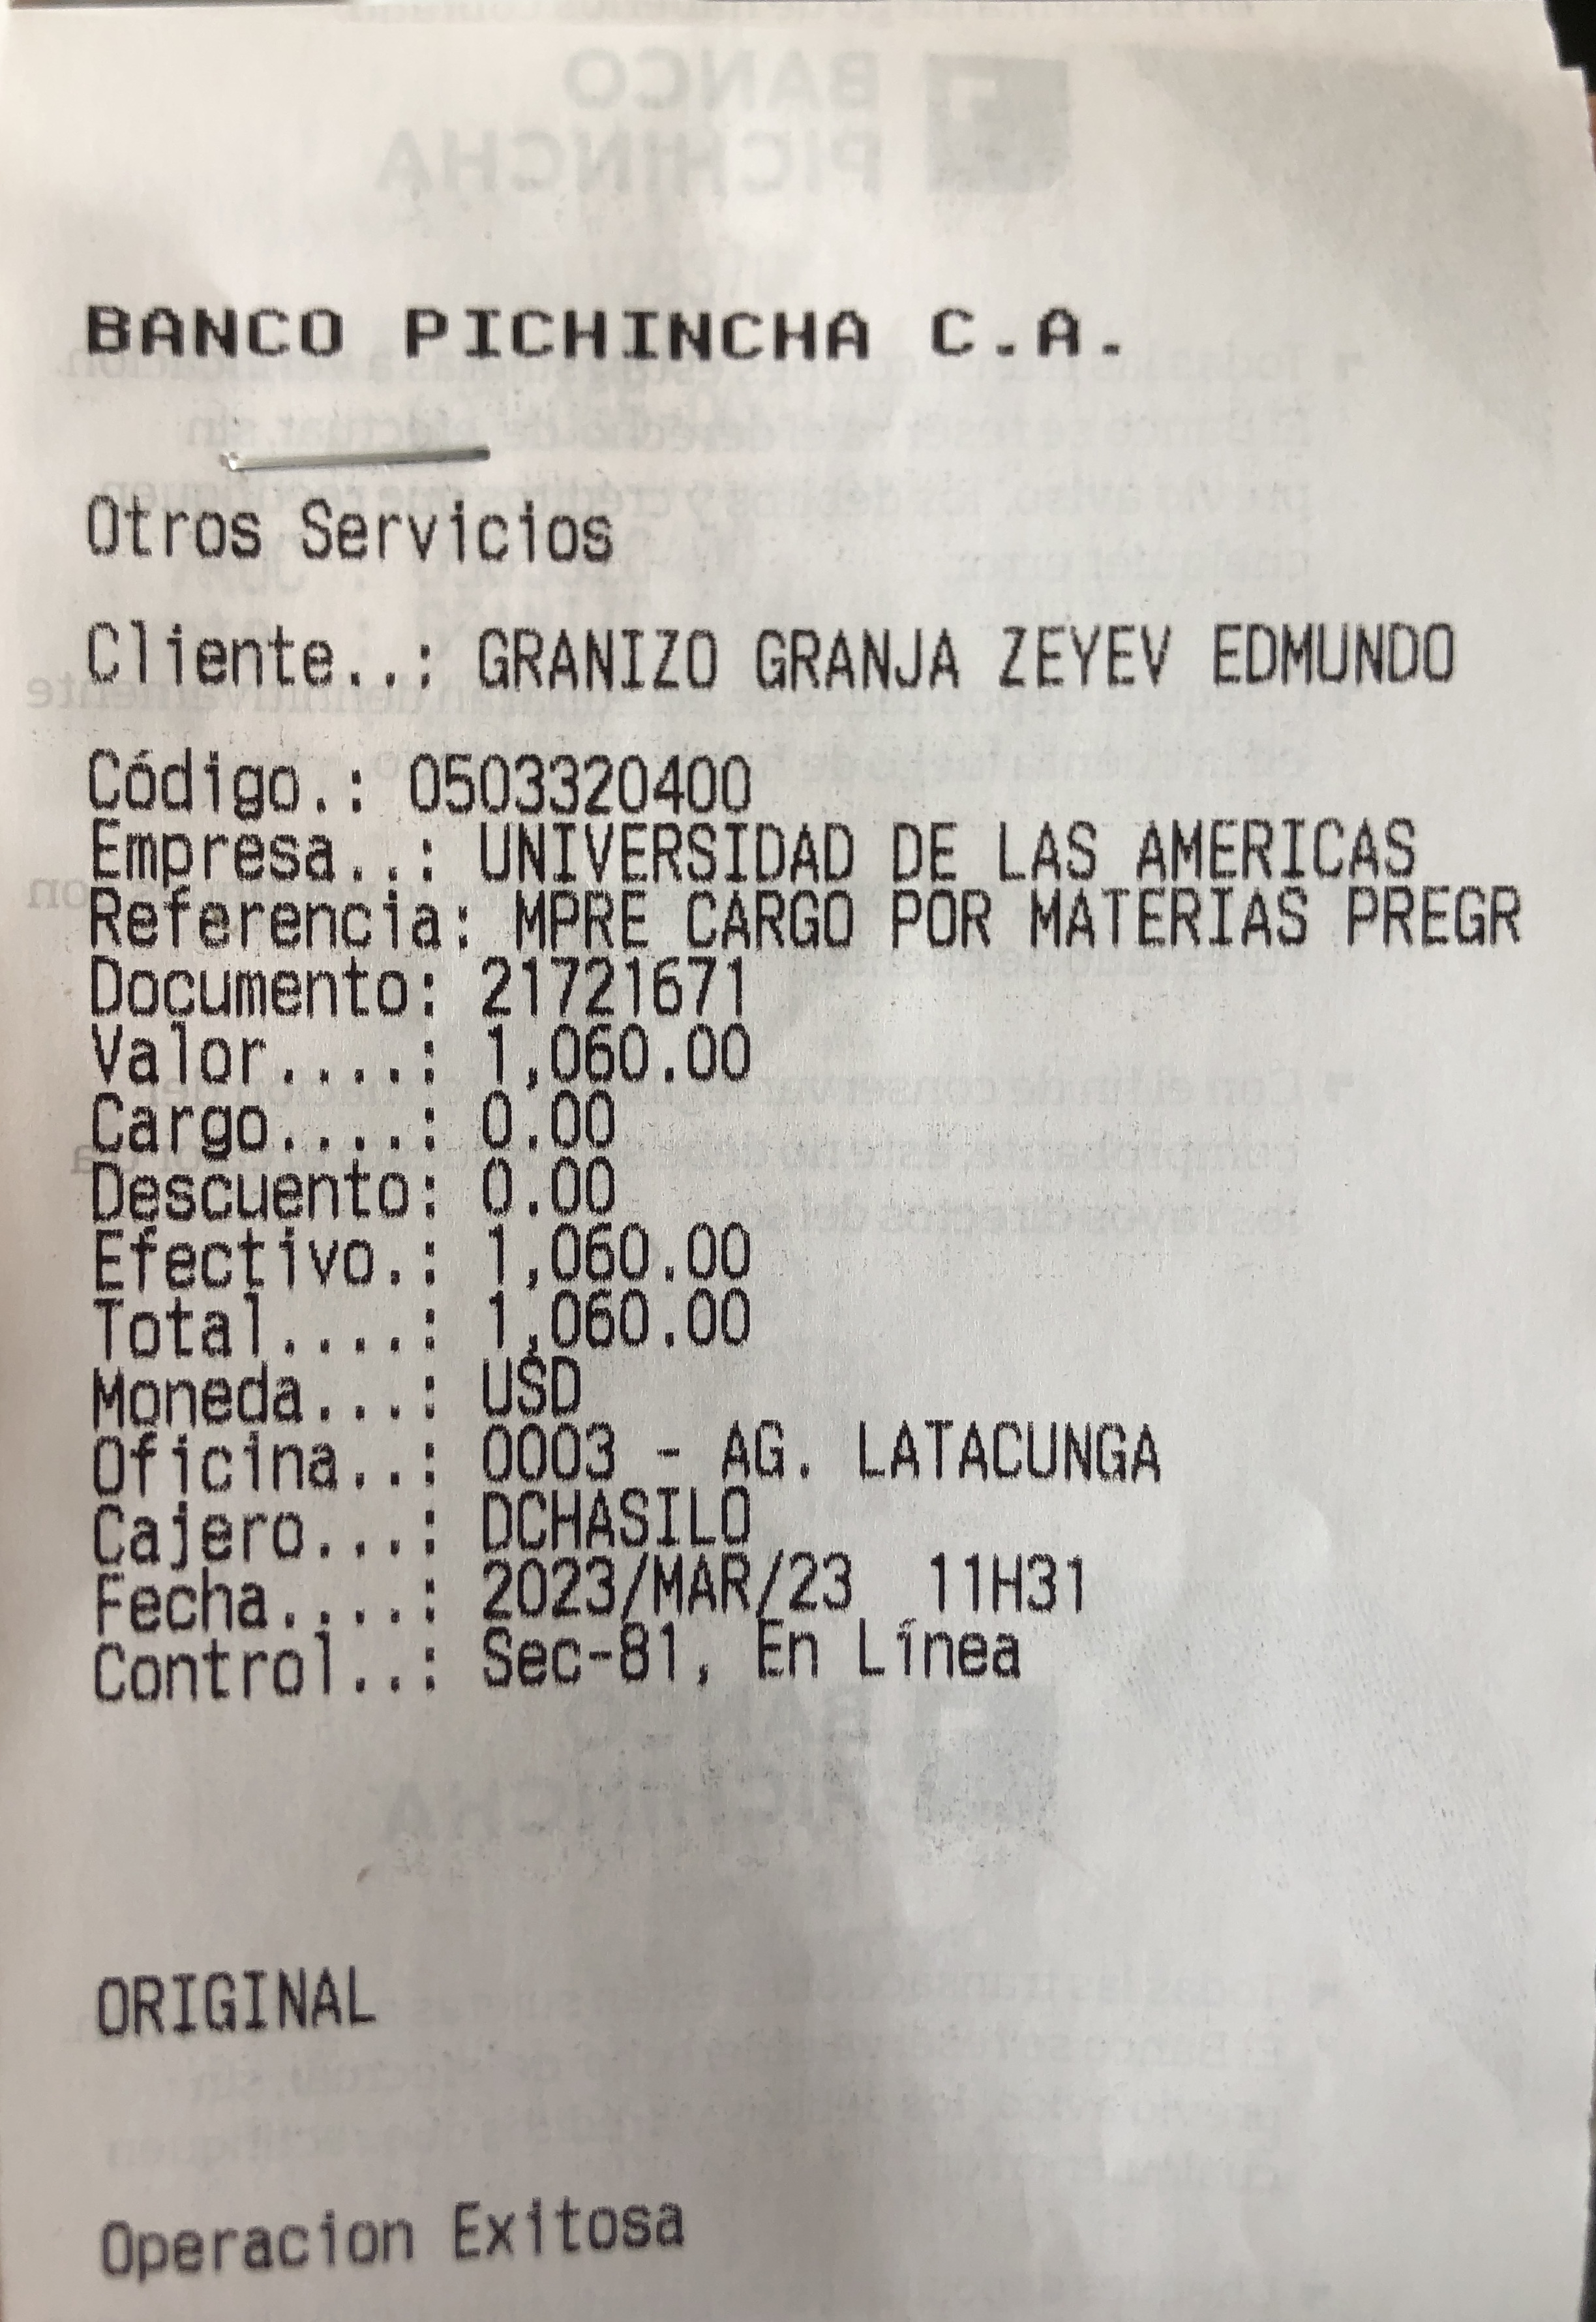 BANCO PICHINCHA C.A.
Otros Servicios
Cliente..: GRANIZO GRANJA ZEYEV EDMUNDO
Código.: 0503320400
Empresa..: UNIVERSIDAD DE LAS AMERICAS
Referencia: MPRE CARGO POR MATERIAS PREGR
Documento: 21721671
Valor....: 1,060.00
Cargo....: 0.00
Descuento: 0.00
Efectivo.: 1,060.00
Total....: 1,060.00
Moneda...: USD
Oficina..: 0003 - AG. LATACUNGA
Cajero...: DCHASILO
Fecha....: 2023/MAR/23 11H31
Control..: Sec-81, En Línea
ORIGINAL
Operacion Exitosa